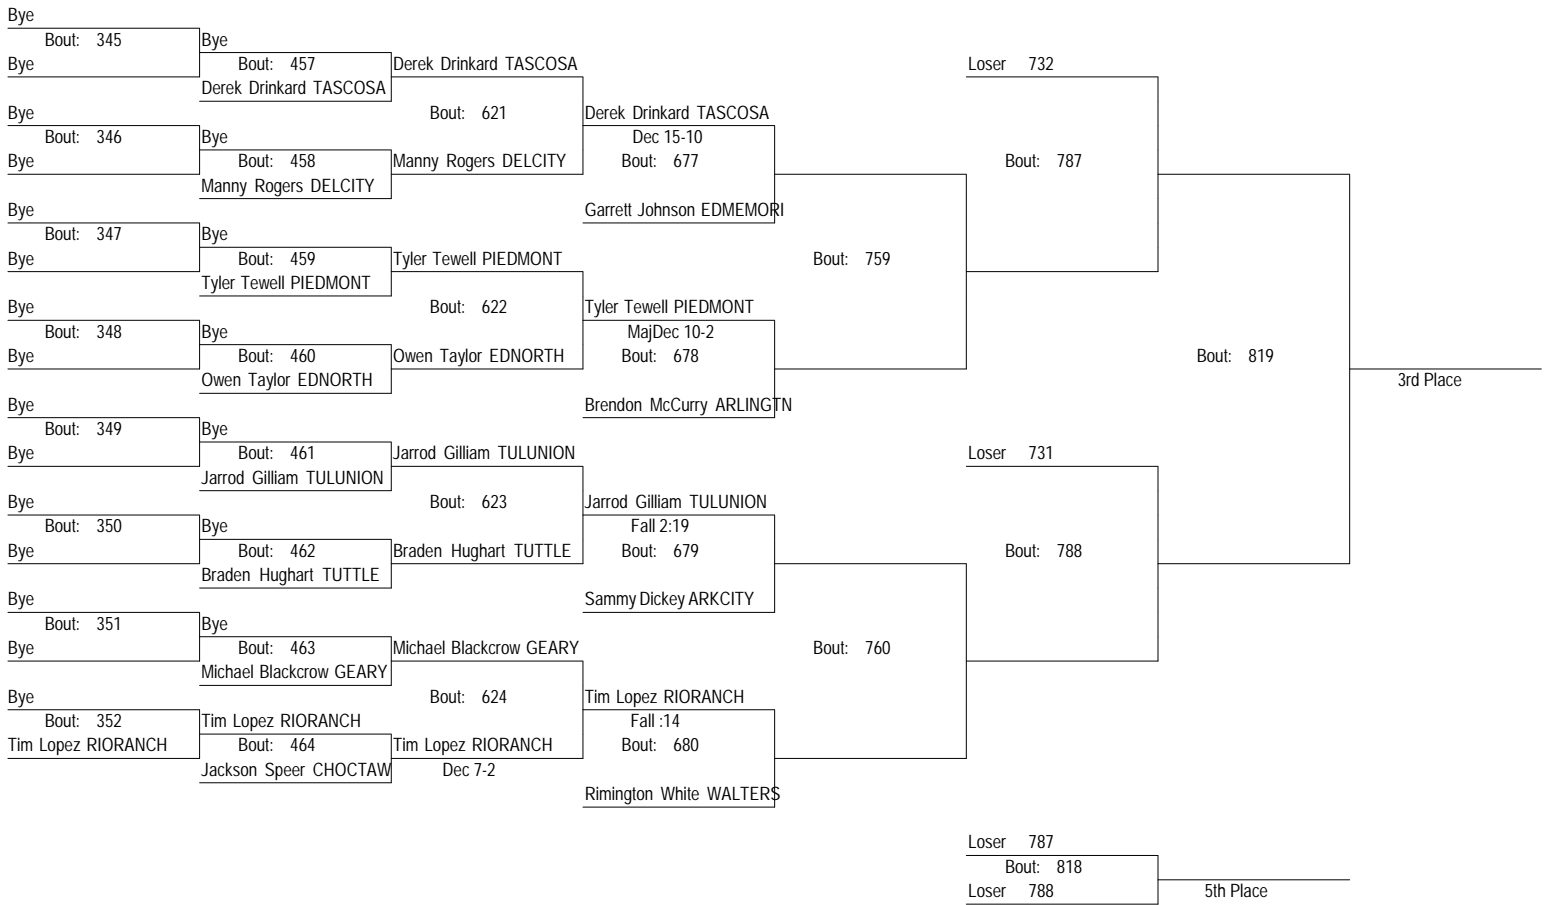 Bye
Bout: 345
Bye
Bye
Bout: 457
Derek Drinkard TASCOSA
Derek Drinkard TASCOSA
Loser 732
Bye
Bout: 346
Bye
Bye
Bout: 458
Manny Rogers DELCITY
Bout: 621
Manny Rogers DELCITY
Derek Drinkard TASCOSA
Dec 15-10
Bout: 677
Garrett Johnson EDMEMORI
Bout: 787
Bye
Bout: 347
Bye
Bye
Bout: 459
Tyler Tewell PIEDMONT
Tyler Tewell PIEDMONT
Bout: 759
Bye
Bout: 348
Bye
Bye
Bout: 460
Owen Taylor EDNORTH
Bout: 622
Owen Taylor EDNORTH
Tyler Tewell PIEDMONT
MajDec 10-2
Bout: 678
Brendon McCurry ARLINGTN
Bout: 819
3rd Place
Bye
Bout: 349
Bye
Bye
Bout: 461
Jarrod Gilliam TULUNION
Jarrod Gilliam TULUNION
Loser 731
Bye
Bout: 350
Bye
Bye
Bout: 462
Braden Hughart TUTTLE
Bout: 623
Braden Hughart TUTTLE
Jarrod Gilliam TULUNION
Fall 2:19
Bout: 679
Sammy Dickey ARKCITY
Bout: 788
Bye
Bout: 351
Bye
Bye
Bout: 463
Michael Blackcrow GEARY
Michael Blackcrow GEARY
Bout: 760
Bye
Bout: 352
Tim Lopez RIORANCH
Tim Lopez RIORANCH
Bout: 464
Jackson Speer CHOCTAW
Bout: 624
Tim Lopez RIORANCH
Dec 7-2
Tim Lopez RIORANCH
Fall :14
Bout: 680
Rimington White WALTERS
Loser 787
Bout: 818
Loser 788
5th Place